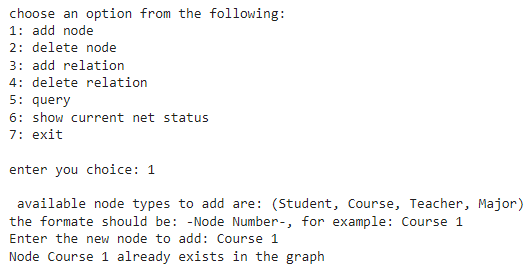 choose an option from the following:
1: add node
2: delete node
3: add relation
4: delete relation
5: query
6: show current net status
7: exit
enter you choice: 1
available node types to add are: (Student, Course, Teacher, Major)
the formate should be: -Node Number-, for example: Course 1
Enter the new node to add: Course 1
Node Course 1 already exists in the graph